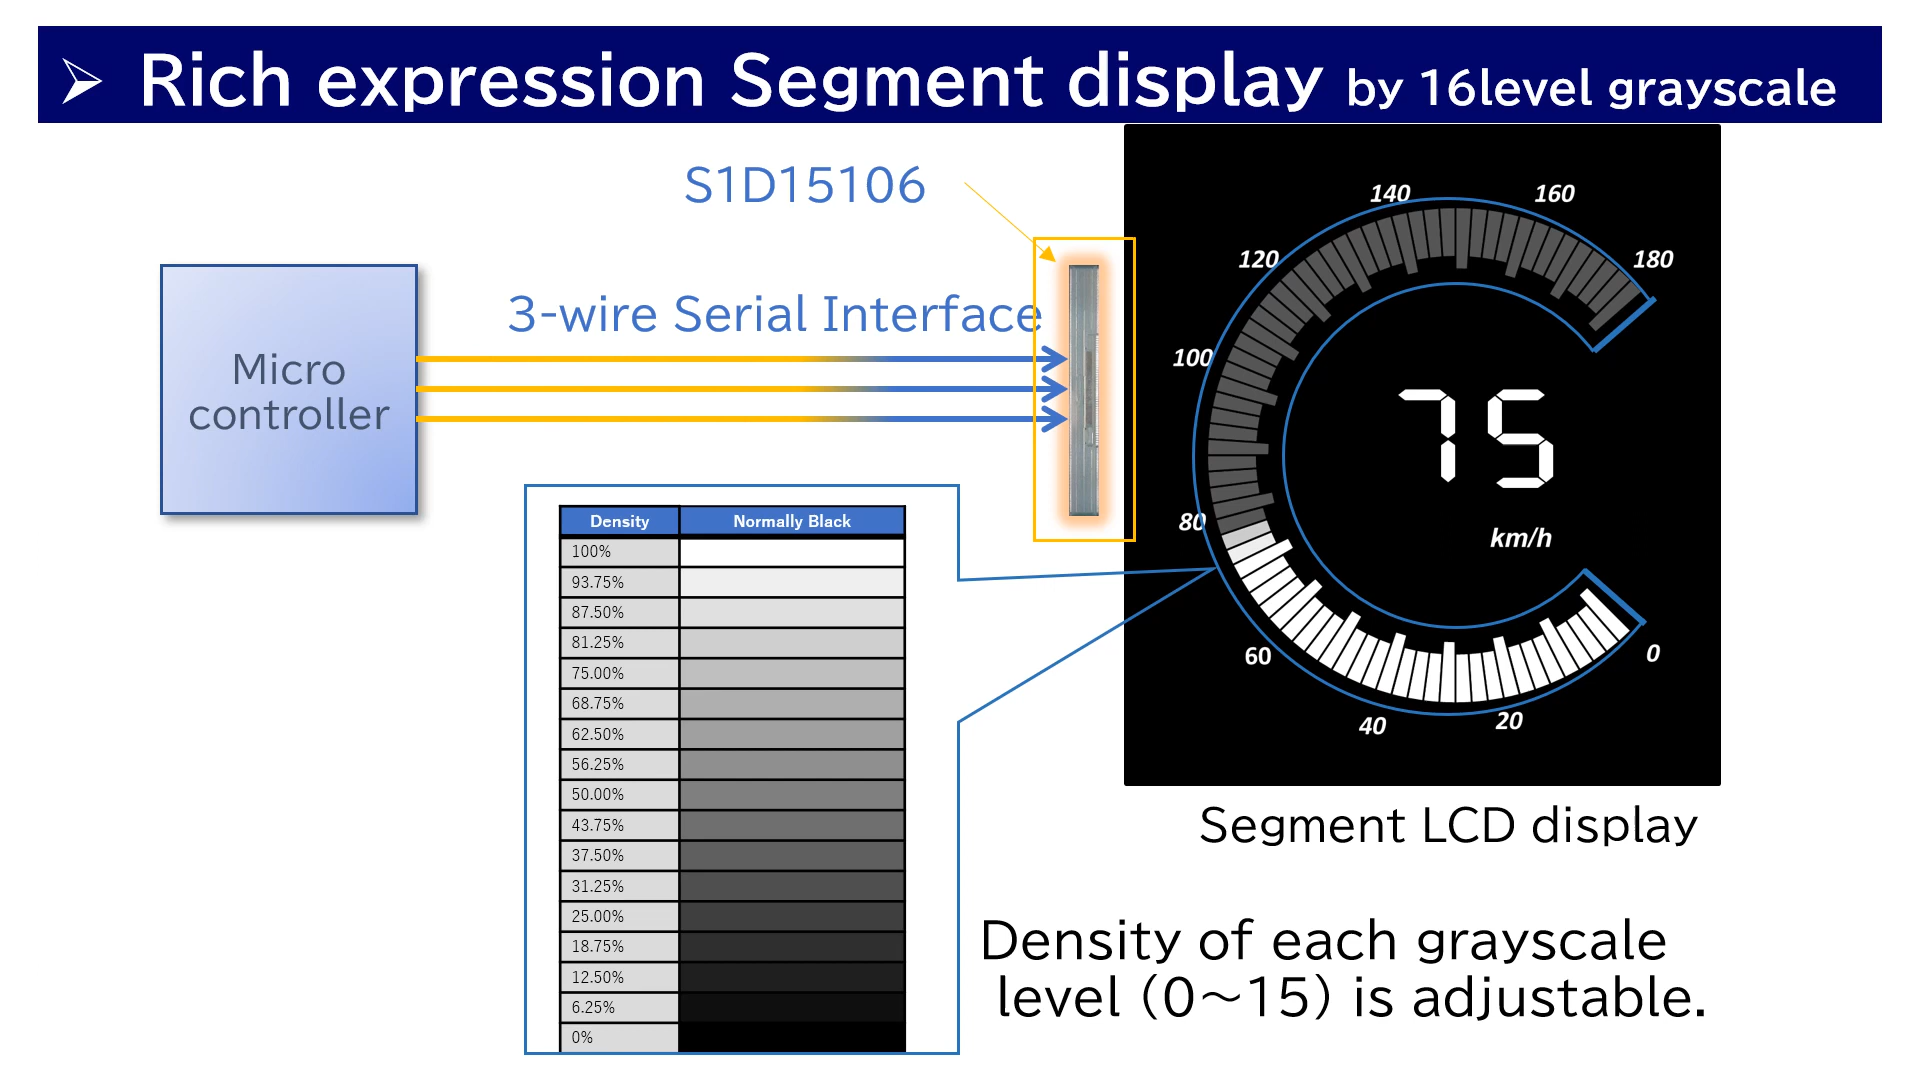 Rich expression Segment display by 16level grayscale
S1D15106
3-wire Serial Interface
Micro
controller
Density Normally Black
100%
93.75%
87.50%
81.25%
75.00%
68.75%
62.50%
56.25%
50.00%
43.75%
37.50%
31.25%
25.00%
18.75%
12.50%
6.25%
0%
140
160
120
180
100
75
80
km/h
60
0
40
20
Segment LCD display
Density of each grayscale
level (0～15) is adjustable.